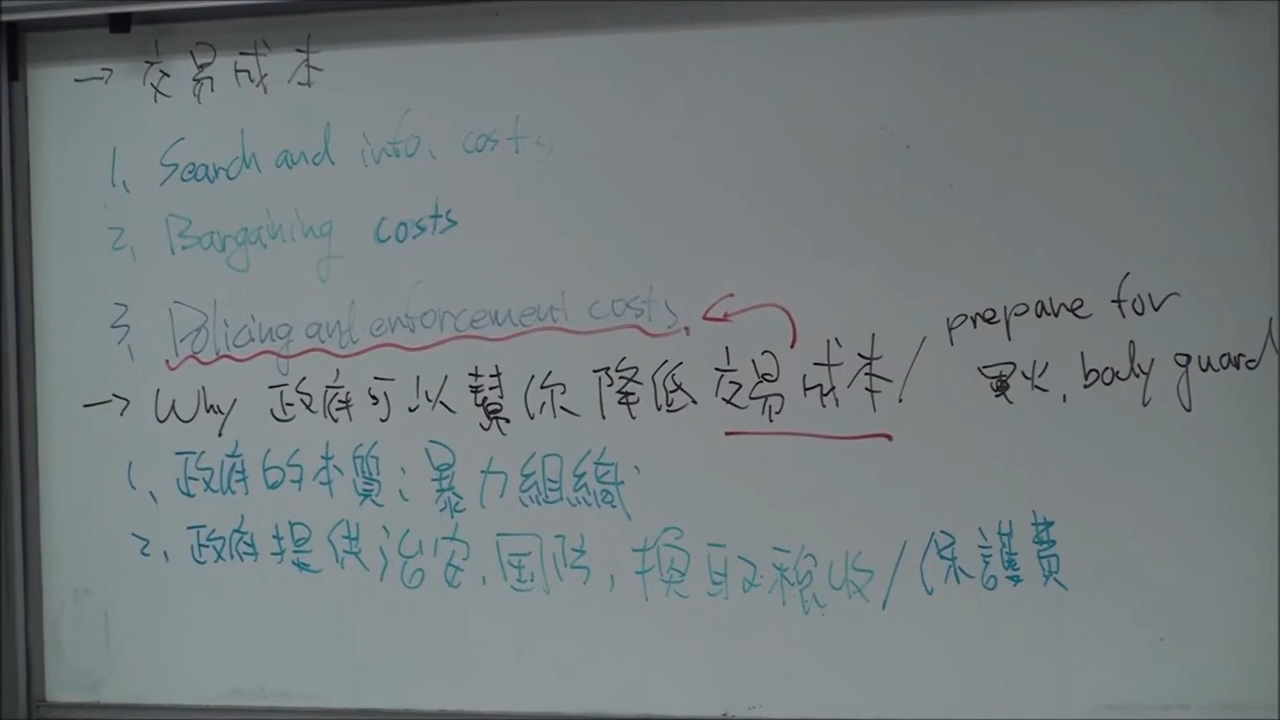 → 交易成本
1. Search and info. costs
2. Bargaining costs
3. Policing and enforcement costs.
→ Why 政府可以幫你降低交易成本/
prepare for
軍火, body guard
1、政府的本質:暴力組織
2、政府提供治安、国防,換取稅收/保護費